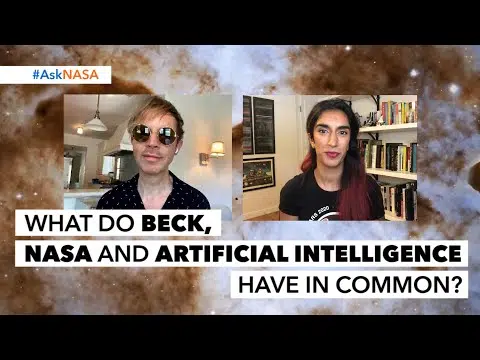 #AskNASA
WHAT DO BECK,
NASA AND ARTIFICIAL INTELLIGENCE
HAVE IN COMMON?